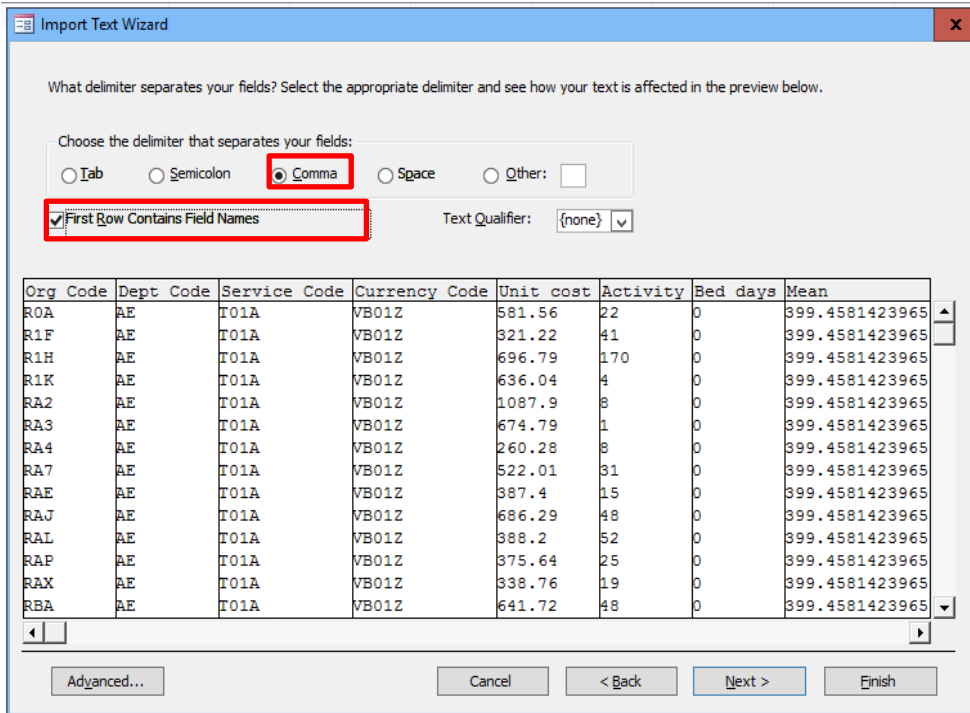 Import Text Wizard
x
What delimiter separates your fields? Select the appropriate delimiter and see how your text is affected in the preview below.
Choose the delimiter that separates your fields:
Tab Semicolon Comma Space Other:
First Row Contains Field Names Text Qualifier: {none}
Org Code Dept Code Service Code Currency Code Unit cost Activity Bed days Mean
R0A AE T01A VB01Z 581.56 22 0 399.4581423965
R1F AE T01A VB01Z 321.22 41 0 399.4581423965
R1H AE T01A VB01Z 696.79 170 0 399.4581423965
R1K AE T01A VB01Z 636.04 4 0 399.4581423965
RA2 AE T01A VB01Z 1087.9 8 0 399.4581423965
RA3 AE T01A VB01Z 674.79 1 0 399.4581423965
RA4 AE T01A VB01Z 260.28 8 0 399.4581423965
RA7 AE T01A VB01Z 522.01 31 0 399.4581423965
RAE AE T01A VB01Z 387.4 15 0 399.4581423965
RAJ AE T01A VB01Z 686.29 48 0 399.4581423965
RAL AE T01A VB01Z 388.2 52 0 399.4581423965
RAP AE T01A VB01Z 375.64 25 0 399.4581423965
RAX AE T01A VB01Z 338.76 19 0 399.4581423965
RBA AE T01A VB01Z 641.72 48 0 399.4581423965
Advanced... Cancel < Back Next > Finish